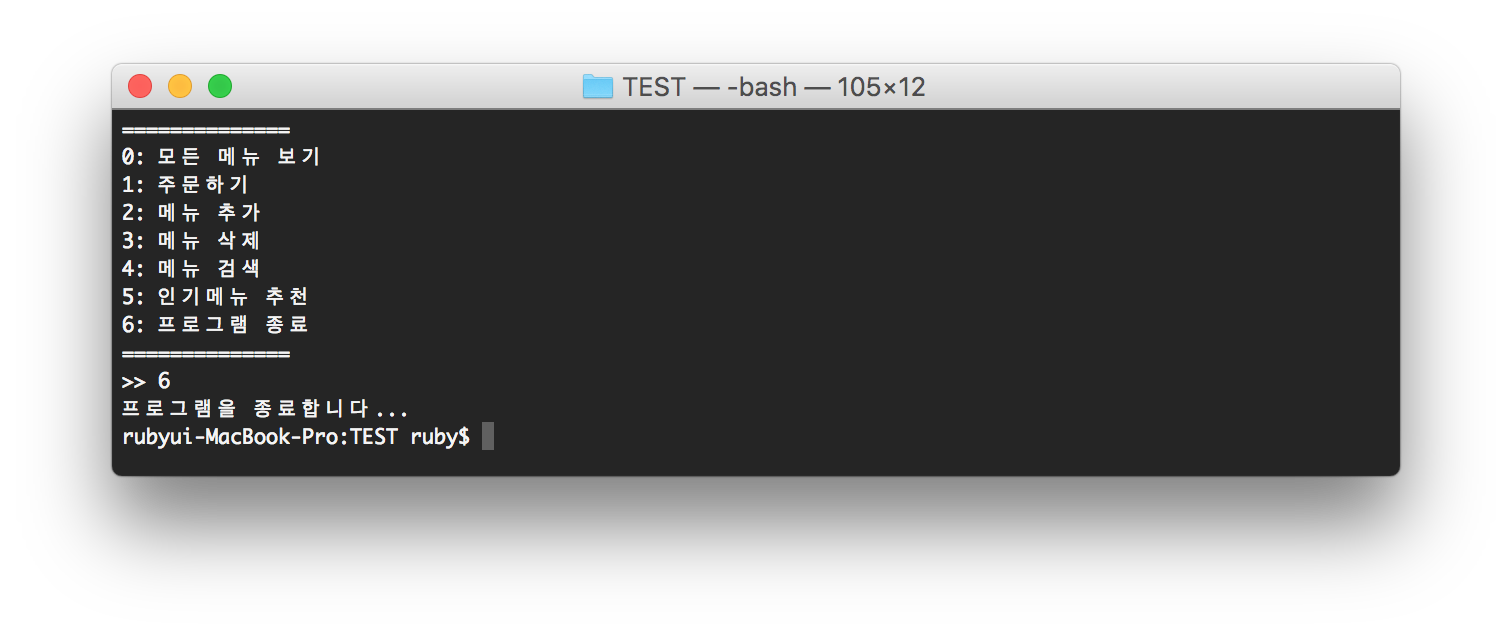 TEST — -bash — 105×12
==============
0: 모든 메뉴 보기
1: 주문하기
2: 메뉴 추가
3: 메뉴 삭제
4: 메뉴 검색
5: 인기메뉴 추천
6: 프로그램 종료
==============
>> 6
프로그램을 종료합니다...
rubyui-MacBook-Pro:TEST ruby$